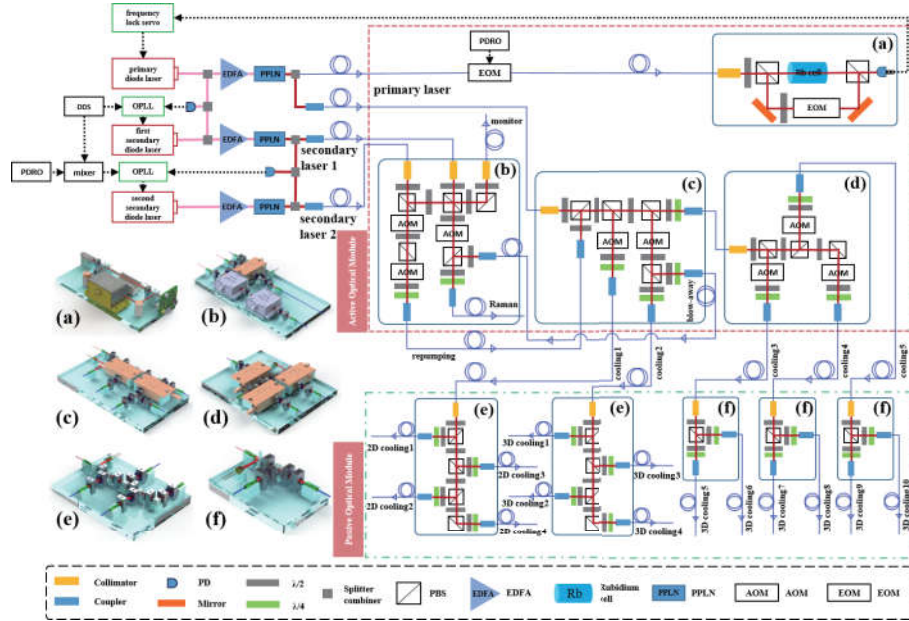 frequency
lock servo
primary
diode laser
DDS
OPLL
PD
first
secondary
diode laser
PDRO
mixer
OPLL
second
secondary
diode laser
EDFA
PPLN
EDFA
PPLN
EDFA
PPLN
primary laser
secondary
laser 1
secondary
laser 2
PDRO
EOM
(a)
Rb cell
EOM
monitor
(b)
AOM
AOM
AOM
AOM
Raman
(c)
AOM
AOM
AOM
blow-away
(d)
AOM
AOM
AOM
Active Optical Module
repumping
cooling1
cooling2
cooling3
cooling4
cooling5
(a)
(b)
(c)
(d)
(e)
(f)
Pastive Optical Module
(e)
2D cooling1
2D cooling2
2D cooling3
2D cooling4
(e)
3D cooling1
3D cooling2
3D cooling3
3D cooling4
(f)
3D cooling5
3D cooling6
(f)
3D cooling7
3D cooling8
(f)
3D cooling9
3D cooling10
Collimator
Coupler
PD
Mirror
λ/2
λ/4
Splitter
combiner
PBS
EDFA
EDFA
Rb
Rubidium
cell
PPLN
PPLN
AOM
AOM
EOM
EOM